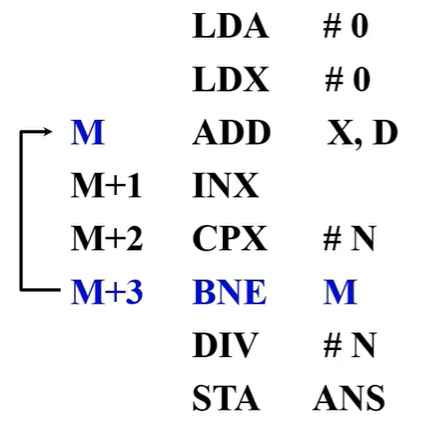 LDA # 0
LDX # 0
M ADD X, D
M+1 INX
M+2 CPX # N
M+3 BNE M
DIV # N
STA ANS